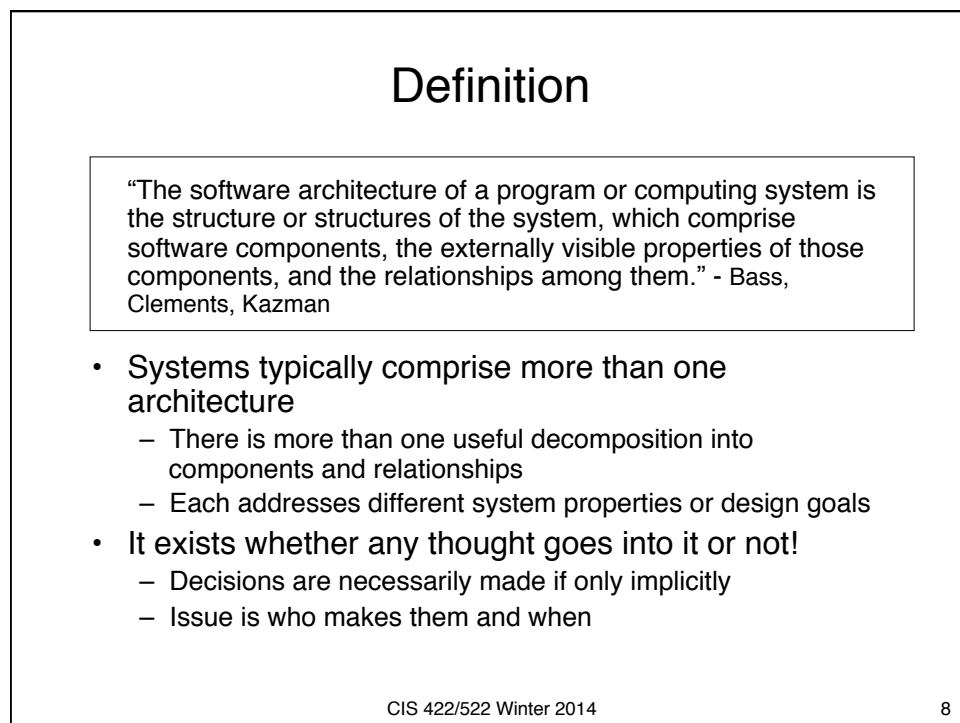 Definition
“The software architecture of a program or computing system is
the structure or structures of the system, which comprise
software components, the externally visible properties of those
components, and the relationships among them.” - Bass,
Clements, Kazman
• Systems typically comprise more than one
architecture
– There is more than one useful decomposition into
components and relationships
– Each addresses different system properties or design goals
• It exists whether any thought goes into it or not!
– Decisions are necessarily made if only implicitly
– Issue is who makes them and when
CIS 422/522 Winter 2014
8